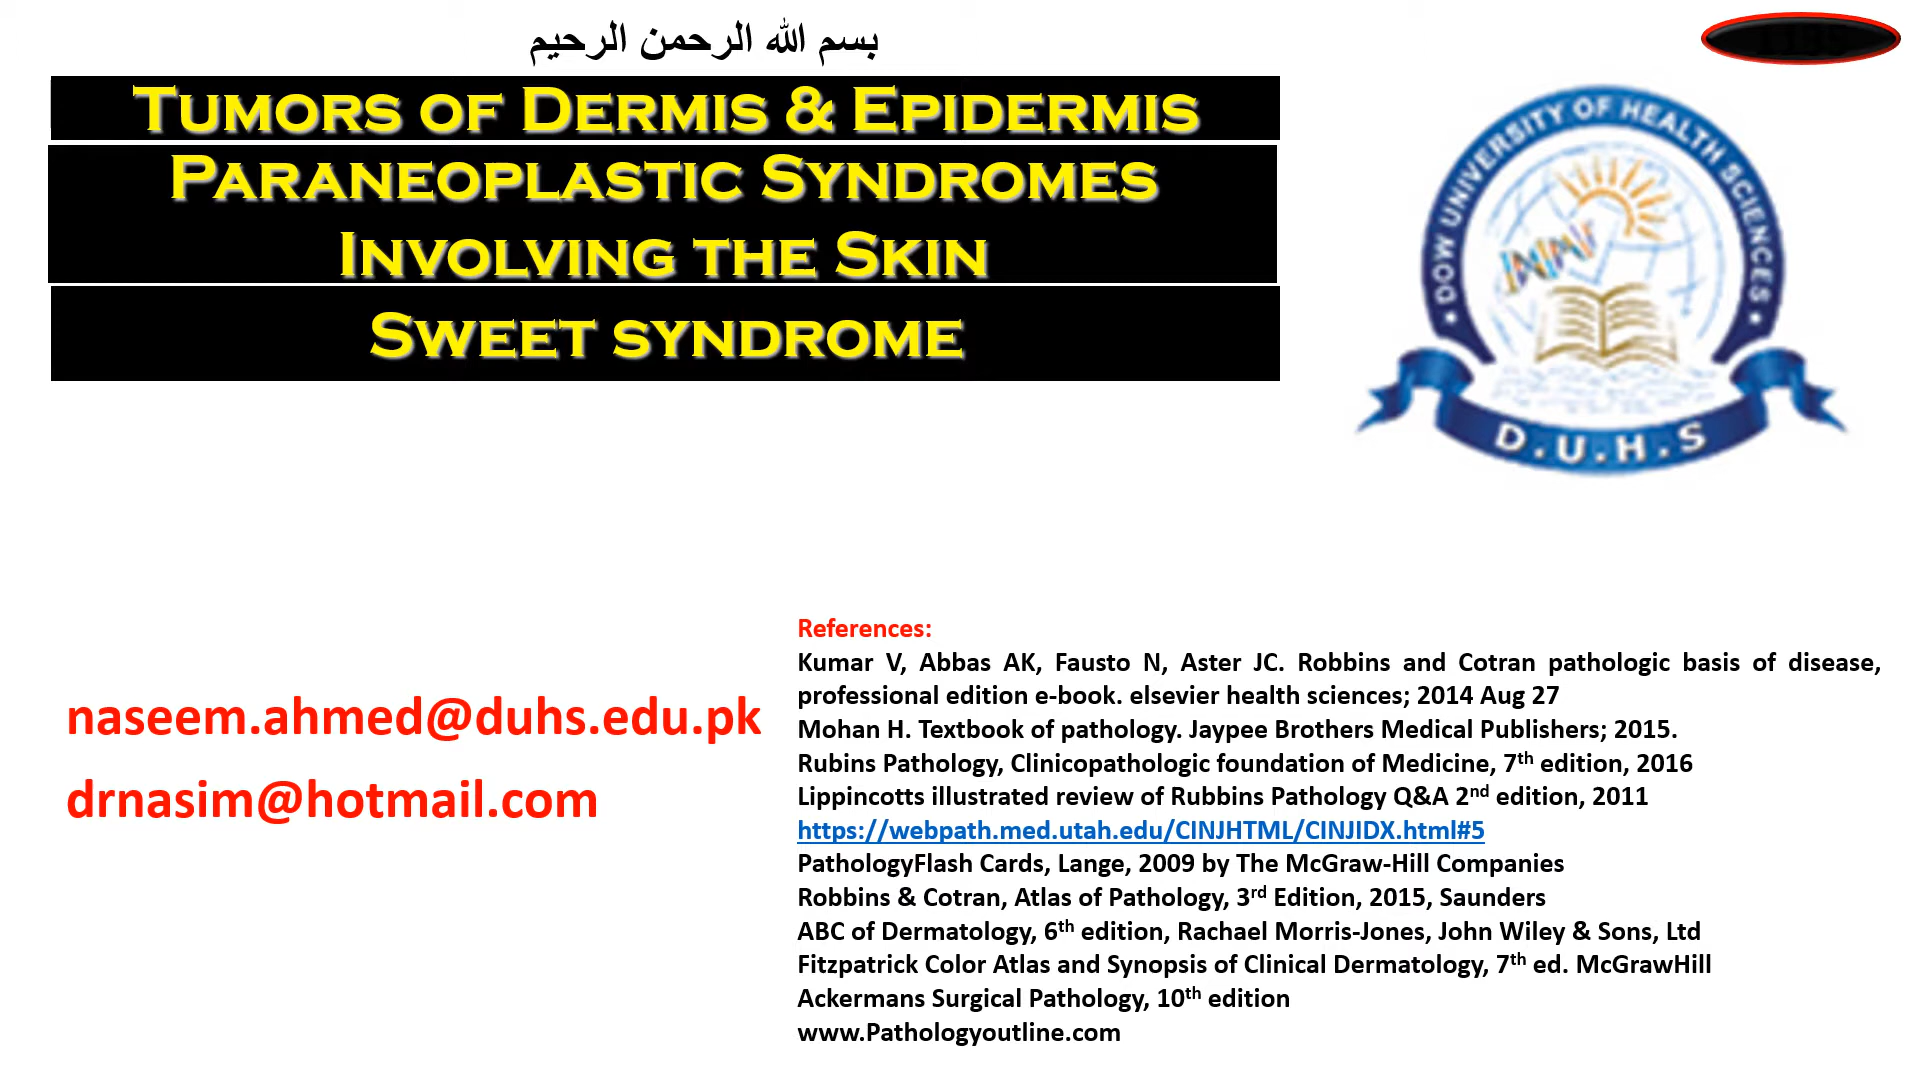 بسم الله الرحمن الرحيم
Tumors of Dermis & Epidermis
Paraneoplastic Syndromes
Involving the Skin
Sweet syndrome
DOW UNIVERSITY OF HEALTH SCIENCES
D.U.H.S
naseem.ahmed@duhs.edu.pk
drnasim@hotmail.com
References:
Kumar V, Abbas AK, Fausto N, Aster JC. Robbins and Cotran pathologic basis of disease,
professional edition e-book. elsevier health sciences; 2014 Aug 27
Mohan H. Textbook of pathology. Jaypee Brothers Medical Publishers; 2015.
Rubins Pathology, Clinicopathologic foundation of Medicine, 7th edition, 2016
Lippincotts illustrated review of Rubbins Pathology Q&A 2nd edition, 2011
https://webpath.med.utah.edu/CINJHTML/CINJIDX.html#5
PathologyFlash Cards, Lange, 2009 by The McGraw-Hill Companies
Robbins & Cotran, Atlas of Pathology, 3rd Edition, 2015, Saunders
ABC of Dermatology, 6th edition, Rachael Morris-Jones, John Wiley & Sons, Ltd
Fitzpatrick Color Atlas and Synopsis of Clinical Dermatology, 7th ed. McGrawHill
Ackermans Surgical Pathology, 10th edition
www.Pathologyoutline.com